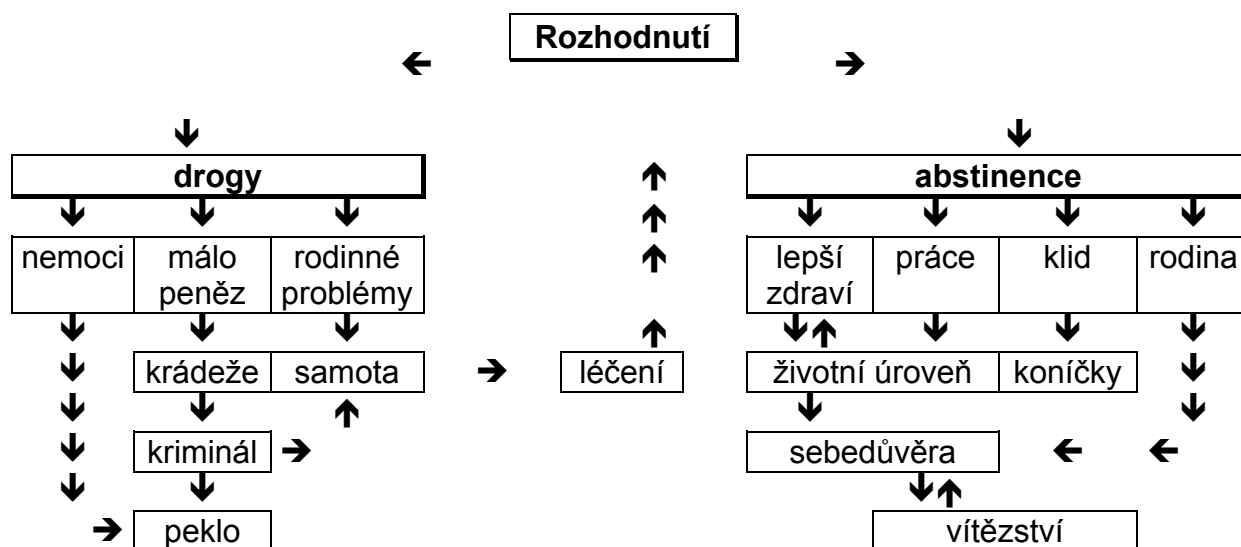 Rozhodnutí
drogy
abstinence
nemoci
málo
peněz
rodinné
problémy
lepší
zdraví
práce
klid
rodina
krádeže
samota
léčení
životní úroveň
koníčky
kriminál
sebedůvěra
peklo
vítězství